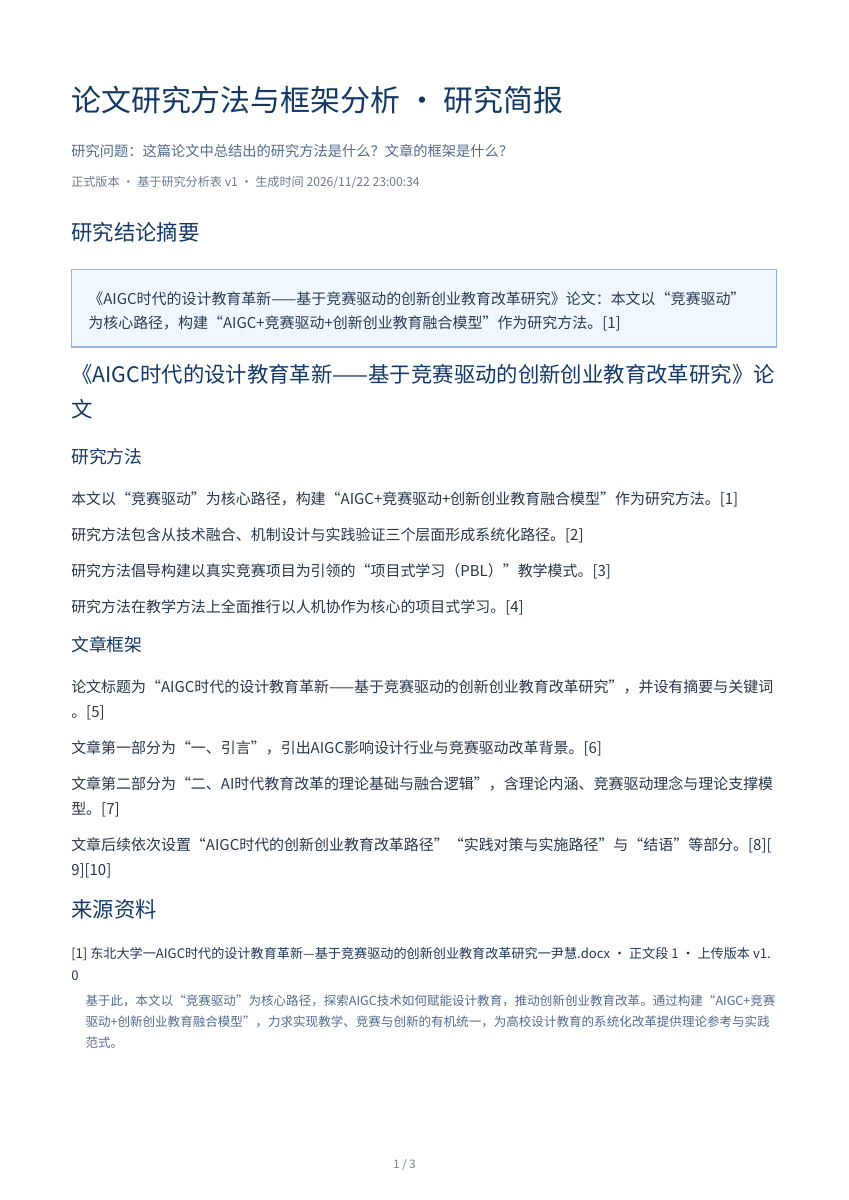 论文研究方法与框架分析 · 研究简报
研究问题：这篇论文中总结出的研究方法是什么？文章的框架是什么？
正式版本 · 基于研究分析表 v1 · 生成时间 2026/11/22 23:00:34
研究结论摘要
《AIGC时代的设计教育革新——基于竞赛驱动的创新创业教育改革研究》论文：本文以“竞赛驱动”
为核心路径，构建“AIGC+竞赛驱动+创新创业教育融合模型”作为研究方法。[1]
《AIGC时代的设计教育革新——基于竞赛驱动的创新创业教育改革研究》论
文
研究方法
本文以“竞赛驱动”为核心路径，构建“AIGC+竞赛驱动+创新创业教育融合模型”作为研究方法。[1]
研究方法包含从技术融合、机制设计与实践验证三个层面形成系统化路径。[2]
研究方法倡导构建以真实竞赛项目为引领的“项目式学习（PBL）”教学模式。[3]
研究方法在教学方法上全面推行以人机协作为核心的项目式学习。[4]
文章框架
论文标题为“AIGC时代的设计教育革新——基于竞赛驱动的创新创业教育改革研究”，并设有摘要与关键词
。[5]
文章第一部分为“一、引言”，引出AIGC影响设计行业与竞赛驱动改革背景。[6]
文章第二部分为“二、AI时代教育改革的理论基础与融合逻辑”，含理论内涵、竞赛驱动理念与理论支撑模
型。[7]
文章后续依次设置“AIGC时代的创新创业教育改革路径”“实践对策与实施路径”与“结语”等部分。[8][
9][10]
来源资料
[1] 东北大学—AIGC时代的设计教育革新—基于竞赛驱动的创新创业教育改革研究—尹慧.docx · 正文段 1 · 上传版本 v1.
0
基于此，本文以“竞赛驱动”为核心路径，探索AIGC技术如何赋能设计教育，推动创新创业教育改革。通过构建“AIGC+竞赛
驱动+创新创业教育融合模型”，力求实现教学、竞赛与创新的有机统一，为高校设计教育的系统化改革提供理论参考与实践
范式。
1 / 3